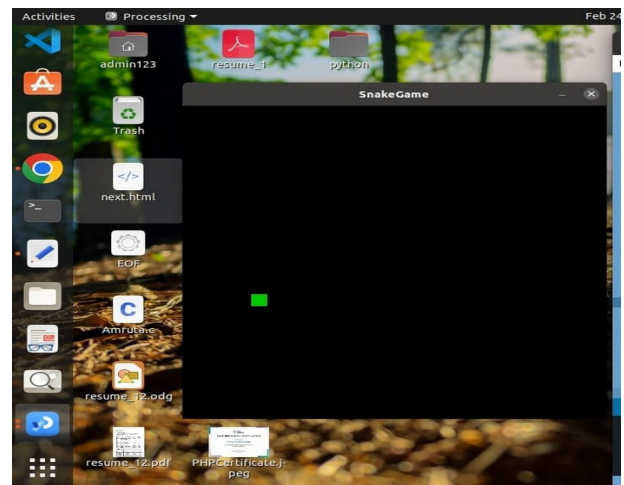 Activities
Processing
Feb 24
admin123
resume_1
python
SnakeGame
Trash
</>
next.html
>_
EOF
C
Amruta.c
resume_12.odg
resume_12.pdf
PHPCertificate.j-
peg